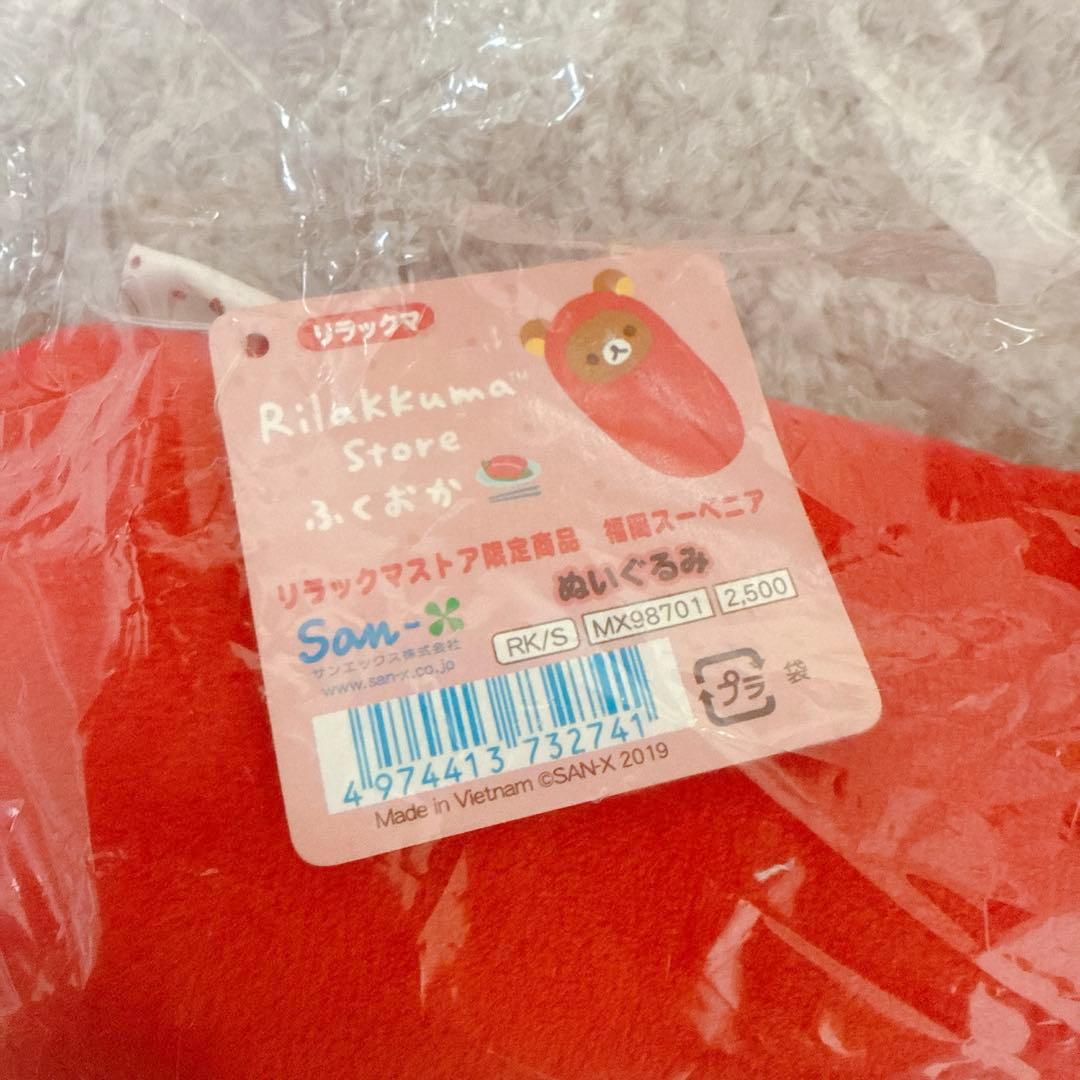 リラックマ
Rilakkuma™
Store
ふくおか
リラックマストア限定商品 福岡スーベニア
ぬいぐるみ
San-X
サンエックス株式会社
www.san-x.co.jp
RK/S MX98701 2,500
プラ 袋
4 974413 732741
Made in Vietnam ©SAN-X 2019